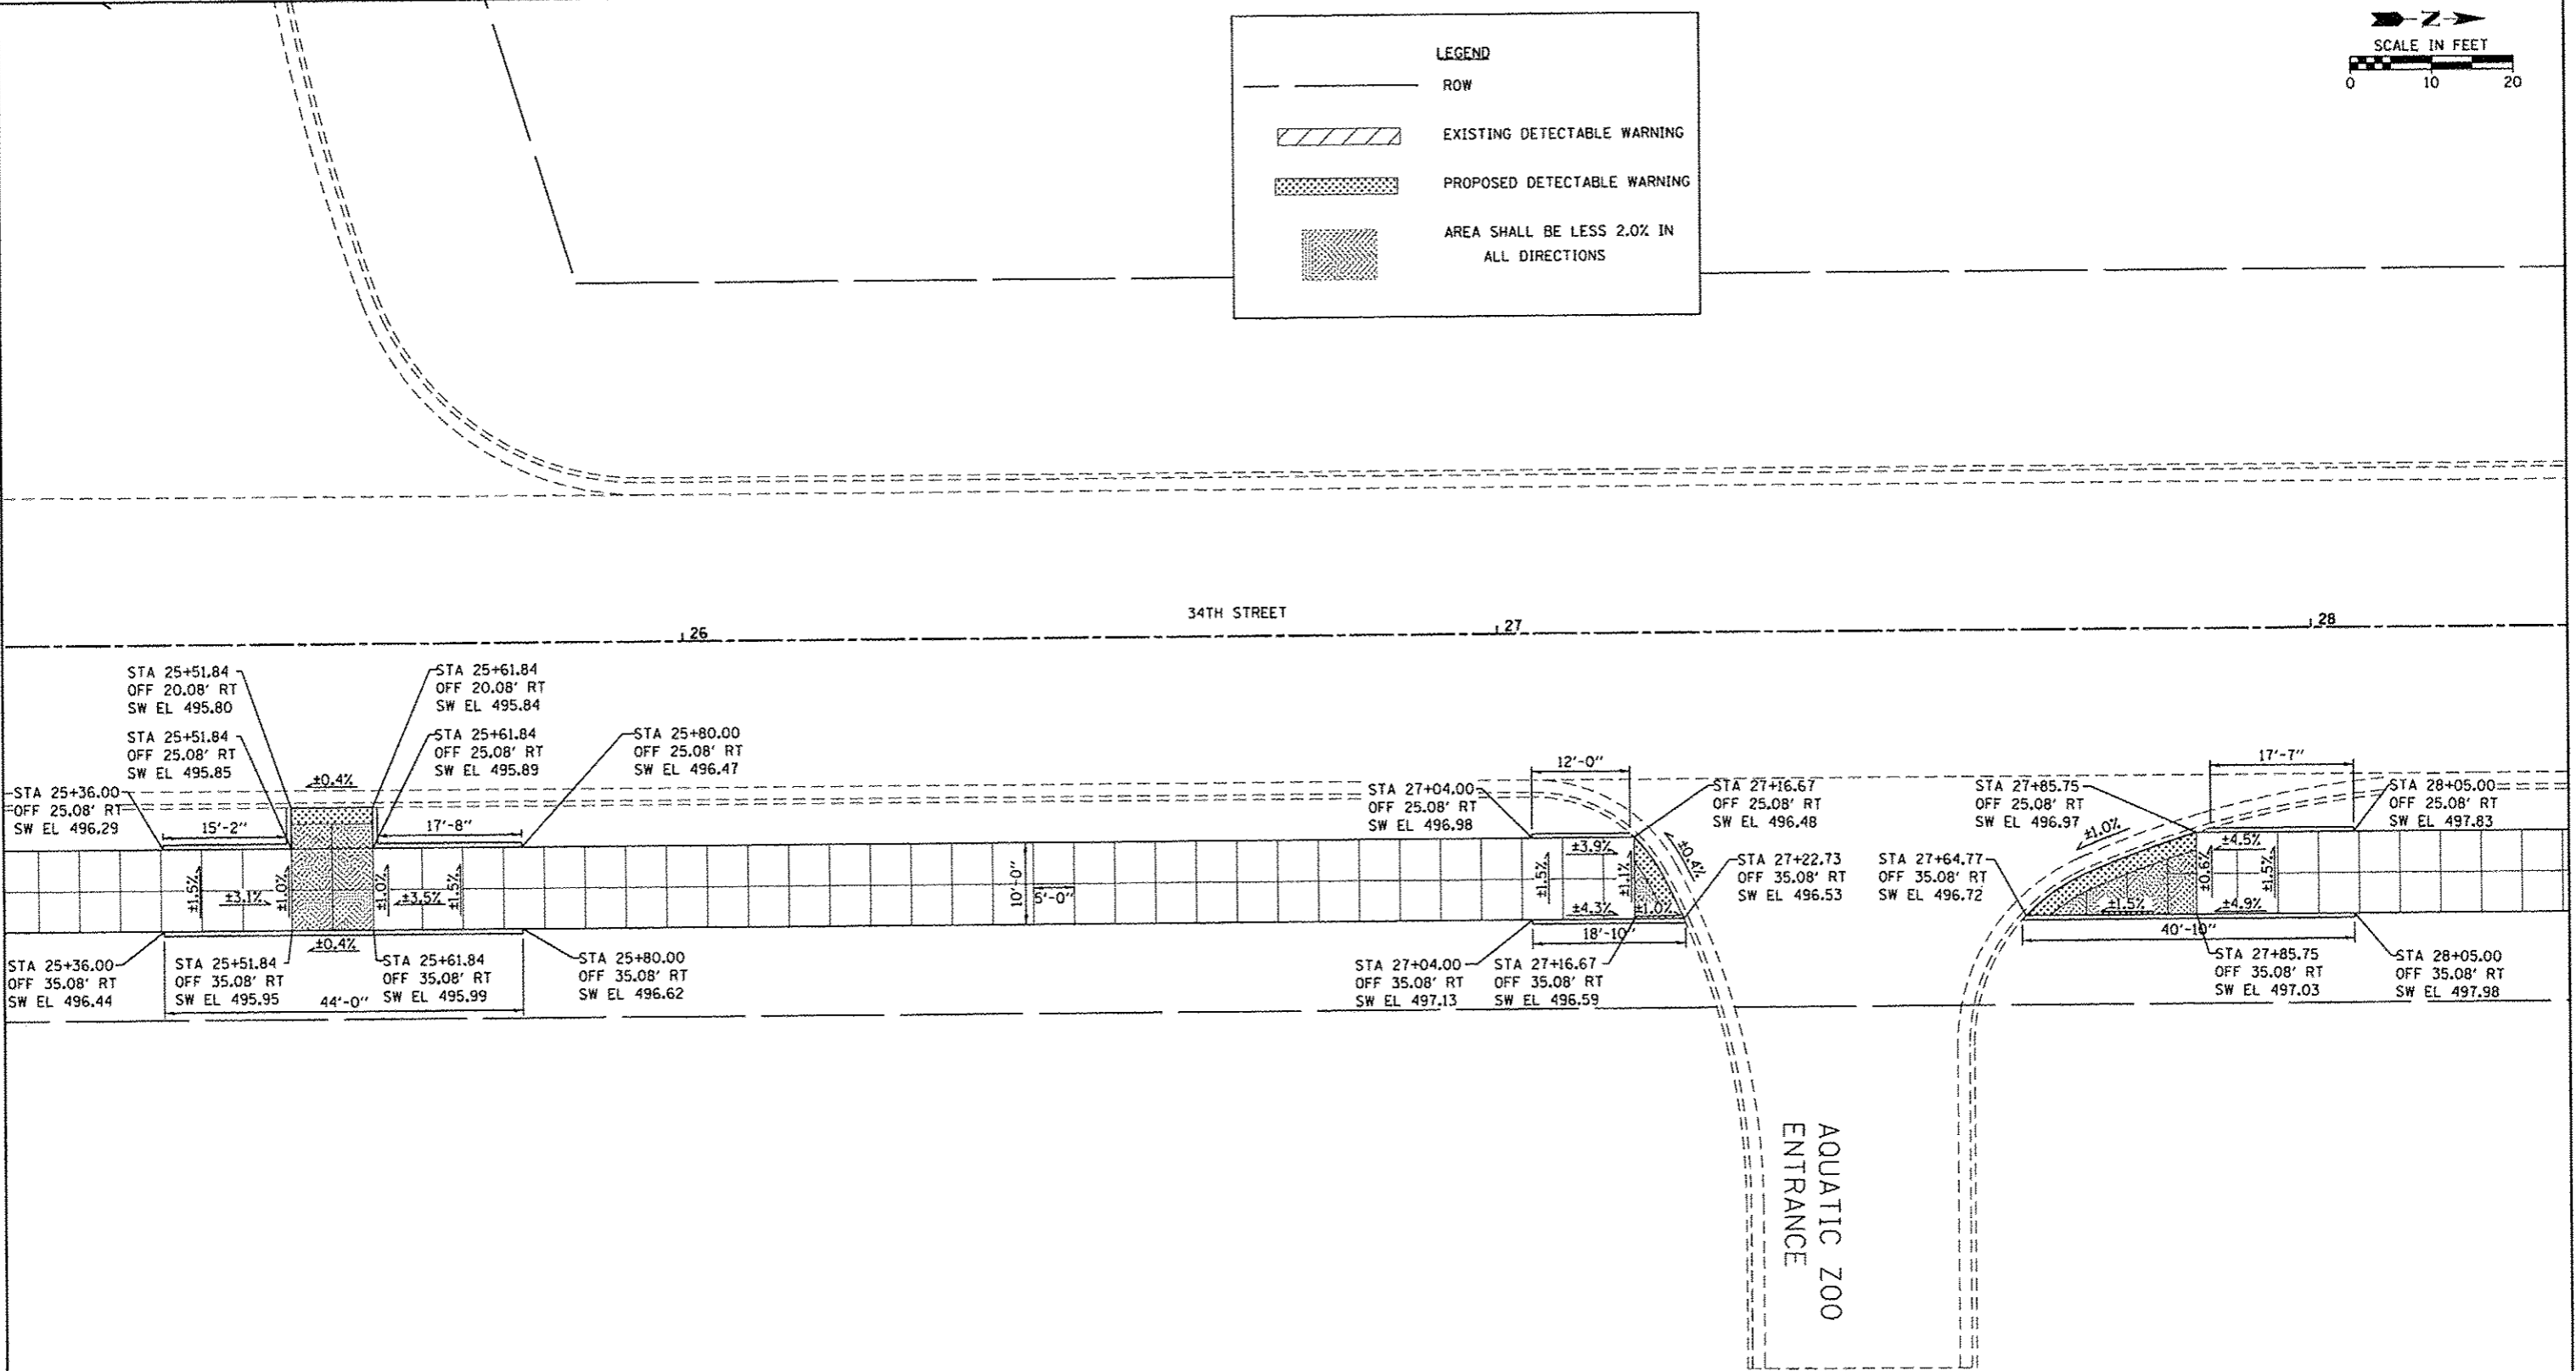 LEGEND
ROW
EXISTING DETECTABLE WARNING
PROPOSED DETECTABLE WARNING
AREA SHALL BE LESS 2.0% IN
ALL DIRECTIONS
Z
SCALE IN FEET
0 10 20
34TH STREET
26
27
28
STA 25+51.84
OFF 20.08' RT
SW EL 495.80
STA 25+61.84
OFF 20.08' RT
SW EL 495.84
STA 25+51.84
OFF 25.08' RT
SW EL 495.85
STA 25+61.84
OFF 25.08' RT
SW EL 495.89
STA 25+80.00
OFF 25.08' RT
SW EL 496.47
STA 25+36.00
OFF 25.08' RT
SW EL 496.29
±0.4%
15'-2"
17'-8"
±1.5%
±3.1%
±1.0%
±1.0%
±3.5%
±1.5%
±0.4%
10'-0"
5'-0"
STA 25+36.00
OFF 35.08' RT
SW EL 496.44
STA 25+51.84
OFF 35.08' RT
SW EL 495.95
44'-0"
STA 25+61.84
OFF 35.08' RT
SW EL 495.99
STA 25+80.00
OFF 35.08' RT
SW EL 496.62
STA 27+04.00
OFF 25.08' RT
SW EL 496.98
12'-0"
STA 27+16.67
OFF 25.08' RT
SW EL 496.48
±0.4%
±3.9%
±1.5%
±1.1%
±4.3%
±1.0%
18'-10"
STA 27+22.73
OFF 35.08' RT
SW EL 496.53
STA 27+04.00
OFF 35.08' RT
SW EL 497.13
STA 27+16.67
OFF 35.08' RT
SW EL 496.59
STA 27+85.75
OFF 25.08' RT
SW EL 496.97
17'-7"
STA 28+05.00
OFF 25.08' RT
SW EL 497.83
STA 27+64.77
OFF 35.08' RT
SW EL 496.72
±1.0%
±4.5%
±0.6%
±1.5%
±1.5%
±4.9%
40'-10"
STA 27+85.75
OFF 35.08' RT
SW EL 497.03
STA 28+05.00
OFF 35.08' RT
SW EL 497.98
AQUATIC ZOO
ENTRANCE